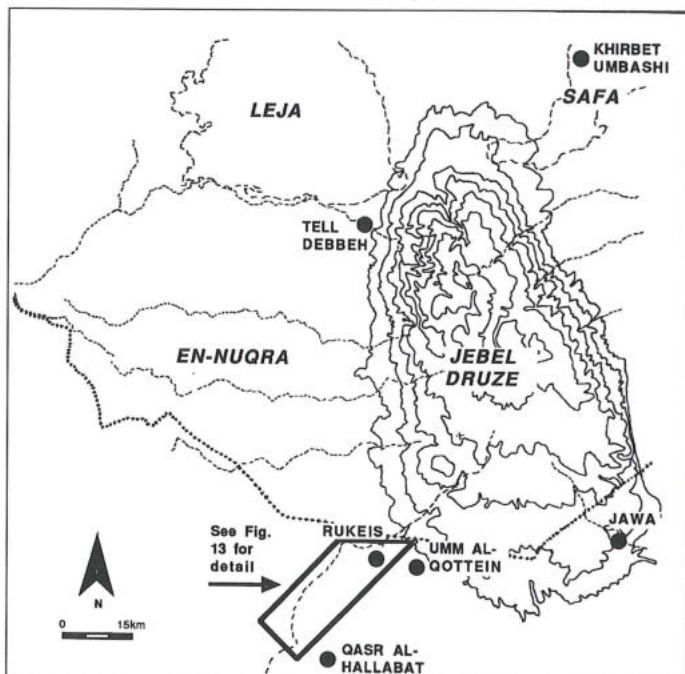 KHIRBET
UMBASHI
SAFA
LEJA
TELL
DEBBEH
EN-NUQRA
JEBEL
DRUZE
See Fig.
13 for
detail
RUKEIS
UMM AL-
QOTTEIN
JAWA
N
0 15km
QASR AL-
HALLABAT